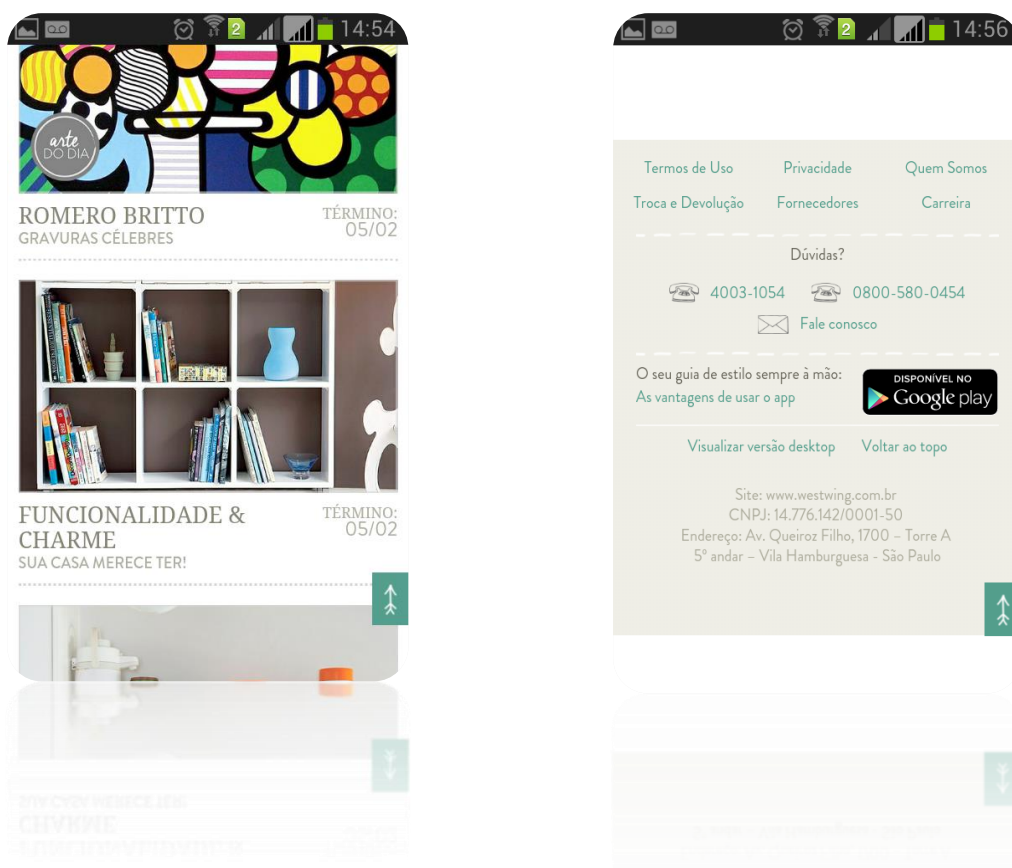 2
14:54
arte
DO DIA
ROMERO BRITTO
GRAVURAS CÉLEBRES
TÉRMINO:
05/02
FUNCIONALIDADE &
CHARME
SUA CASA MERECE TER!
TÉRMINO:
05/02
2
14:56
Termos de Uso
Privacidade
Quem Somos
Troca e Devolução
Fornecedores
Carreira
Dúvidas?
4003-1054
0800-580-0454
Fale conosco
O seu guia de estilo sempre à mão:
As vantagens de usar o app
DISPONÍVEL NO
Google play
Visualizar versão desktop
Voltar ao topo
Site: www.westwing.com.br
CNPJ: 14.776.142/0001-50
Endereço: Av. Queiroz Filho, 1700 – Torre A
5º andar – Vila Hamburguesa - São Paulo